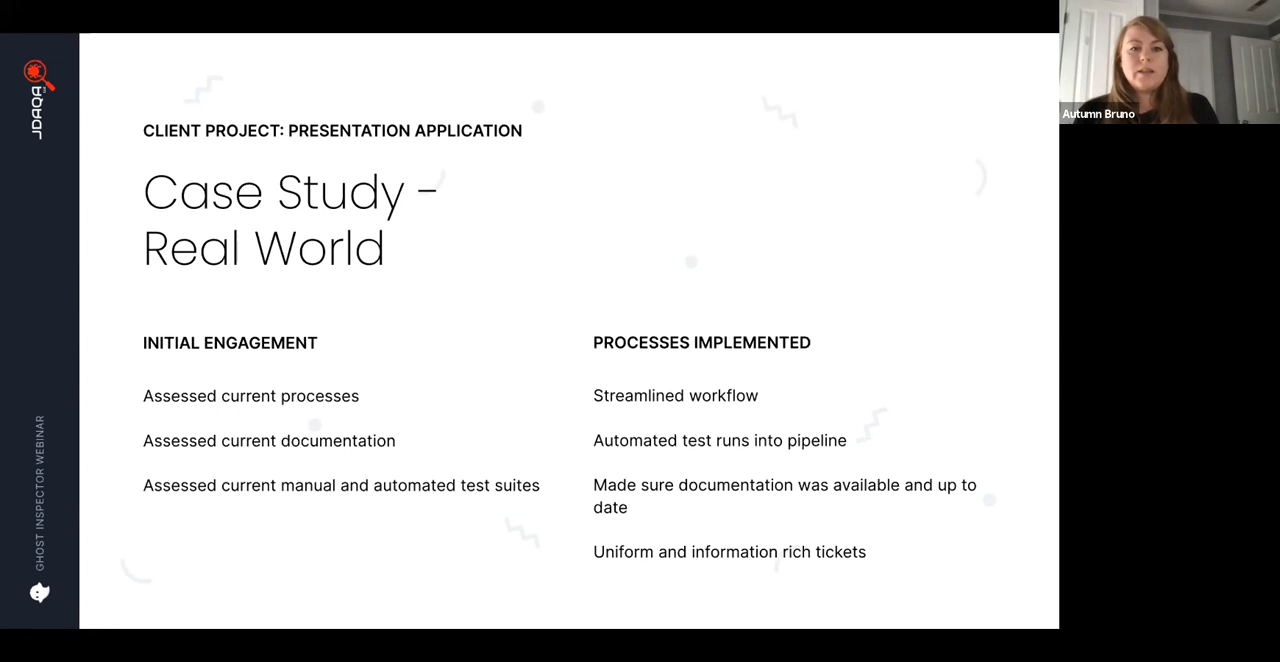 JDAQA
GHOST INSPECTOR WEBINAR
CLIENT PROJECT: PRESENTATION APPLICATION
Case Study -
Real World
INITIAL ENGAGEMENT
Assessed current processes
Assessed current documentation
Assessed current manual and automated test suites
PROCESSES IMPLEMENTED
Streamlined workflow
Automated test runs into pipeline
Made sure documentation was available and up to
date
Uniform and information rich tickets
Autumn Bruno